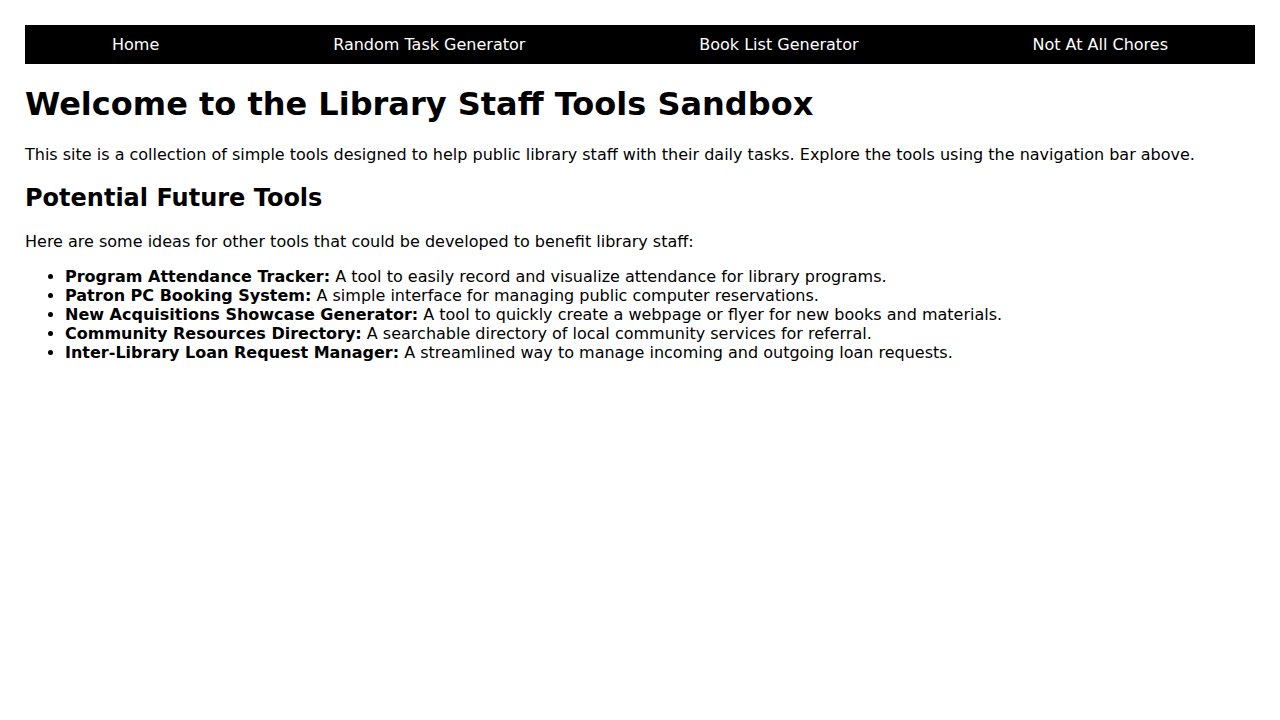 Home Random Task Generator Book List Generator Not At All Chores
Welcome to the Library Staff Tools Sandbox
This site is a collection of simple tools designed to help public library staff with their daily tasks. Explore the tools using the navigation bar above.
Potential Future Tools
Here are some ideas for other tools that could be developed to benefit library staff:
• Program Attendance Tracker: A tool to easily record and visualize attendance for library programs.
• Patron PC Booking System: A simple interface for managing public computer reservations.
• New Acquisitions Showcase Generator: A tool to quickly create a webpage or flyer for new books and materials.
• Community Resources Directory: A searchable directory of local community services for referral.
• Inter-Library Loan Request Manager: A streamlined way to manage incoming and outgoing loan requests.